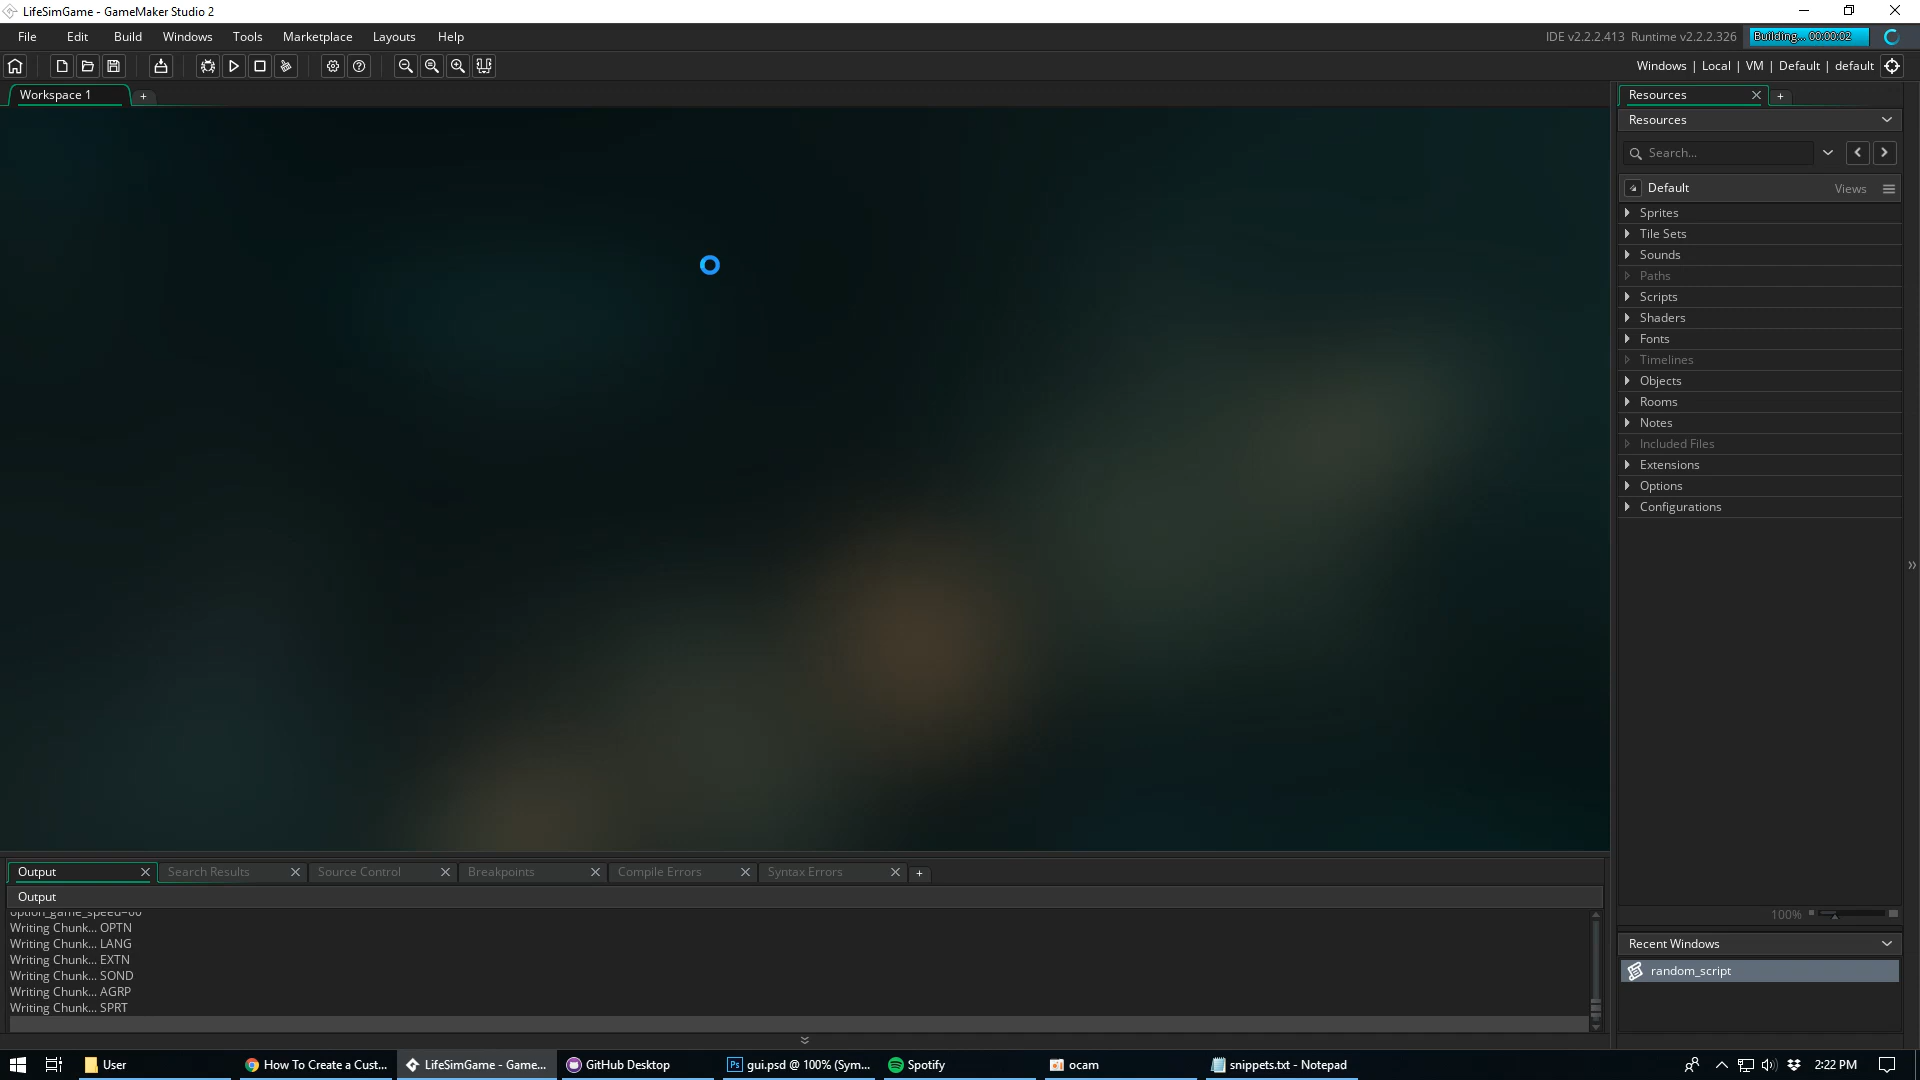 LifeSimGame - GameMaker Studio 2
File Edit Build Windows Tools Marketplace Layouts Help
IDE v2.2.2.413 Runtime v2.2.2.326
Building... 00:00:02
Windows | Local | VM | Default | default
Workspace 1
Resources
Resources
Search...
Default Views
Sprites
Tile Sets
Sounds
Paths
Scripts
Shaders
Fonts
Timelines
Objects
Rooms
Notes
Included Files
Extensions
Options
Configurations
100%
Recent Windows
random_script
Output Search Results Source Control Breakpoints Compile Errors Syntax Errors
Output
option_game_speed=60
Writing Chunk... OPTN
Writing Chunk... LANG
Writing Chunk... EXTN
Writing Chunk... SOND
Writing Chunk... AGRP
Writing Chunk... SPRT
User
How To Create a Cust...
LifeSimGame - Game...
GitHub Desktop
Ps gui.psd @ 100% (Sym...
Spotify
ocam
snippets.txt - Notepad
2:22 PM